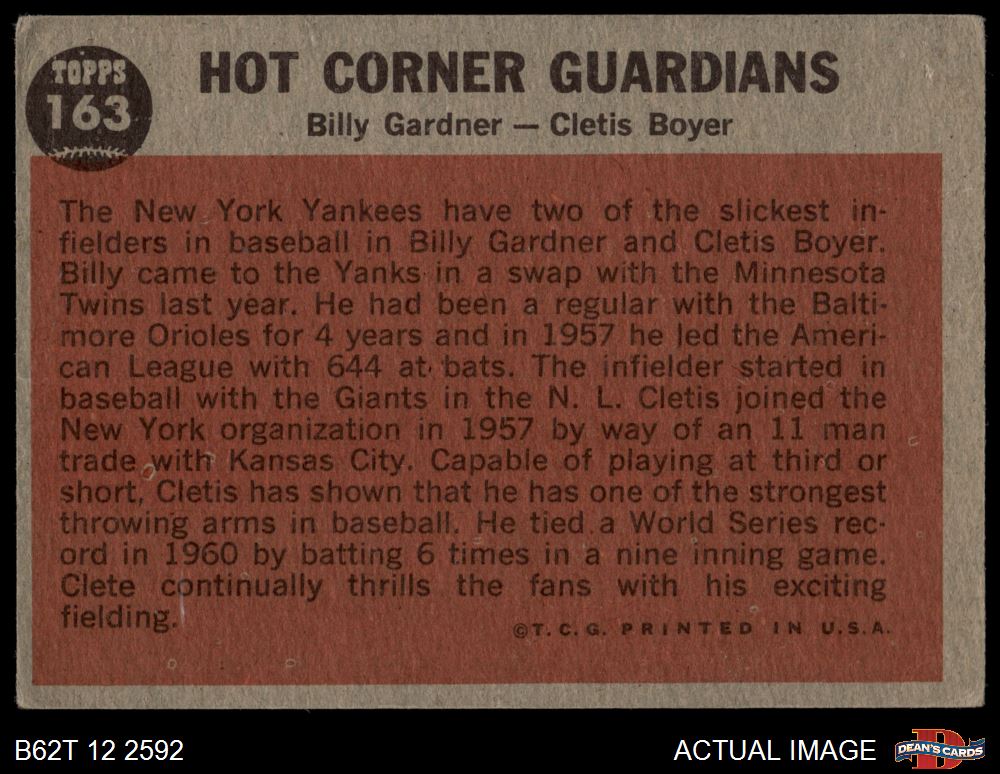 TOPPS
163
HOT CORNER GUARDIANS
Billy Gardner — Cletis Boyer
The New York Yankees have two of the slickest in-
fielders in baseball in Billy Gardner and Cletis Boyer.
Billy came to the Yanks in a swap with the Minnesota
Twins last year. He had been a regular with the Balti-
more Orioles for 4 years and in 1957 he led the Ameri-
can League with 644 at bats. The infielder started in
baseball with the Giants in the N. L. Cletis joined the
New York organization in 1957 by way of an 11 man
trade with Kansas City. Capable of playing at third or
short, Cletis has shown that he has one of the strongest
throwing arms in baseball. He tied a World Series rec-
ord in 1960 by batting 6 times in a nine inning game.
Clete continually thrills the fans with his exciting
fielding.
©T. C. G. PRINTED IN U.S.A.
B62T 12 2592
ACTUAL IMAGE
D
DEAN'S CARDS